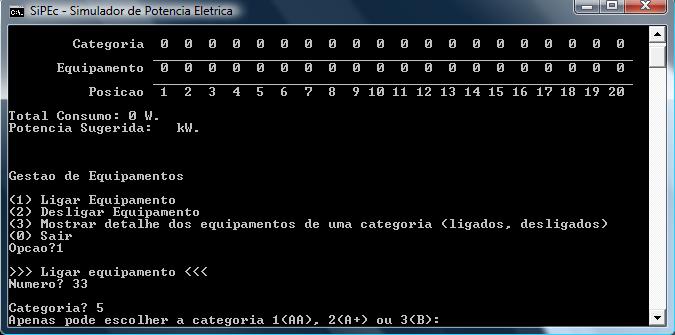 SiPEc - Simulador de Potencia Eletrica
Categoria 0 0 0 0 0 0 0 0 0 0 0 0 0 0 0 0 0 0 0 0
Equipamento 0 0 0 0 0 0 0 0 0 0 0 0 0 0 0 0 0 0 0 0
Posicao 1 2 3 4 5 6 7 8 9 10 11 12 13 14 15 16 17 18 19 20
Total Consumo: 0 W.
Potencia Sugerida: kW.
Gestao de Equipamentos
(1) Ligar Equipamento
(2) Desligar Equipamento
(3) Mostrar detalhe dos equipamentos de uma categoria (ligados, desligados)
(0) Sair
Opcao?1
>>> Ligar equipamento <<<
Numero? 33
Categoria? 5
Apenas pode escolher a categoria 1(AA), 2(A+) ou 3(B):